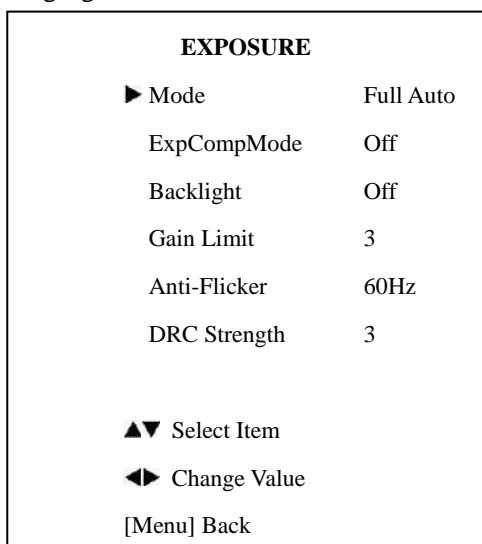 EXPOSURE
▶ Mode Full Auto
ExpCompMode Off
Backlight Off
Gain Limit 3
Anti-Flicker 60Hz
DRC Strength 3
▲▼ Select Item
◀▶ Change Value
[Menu] Back